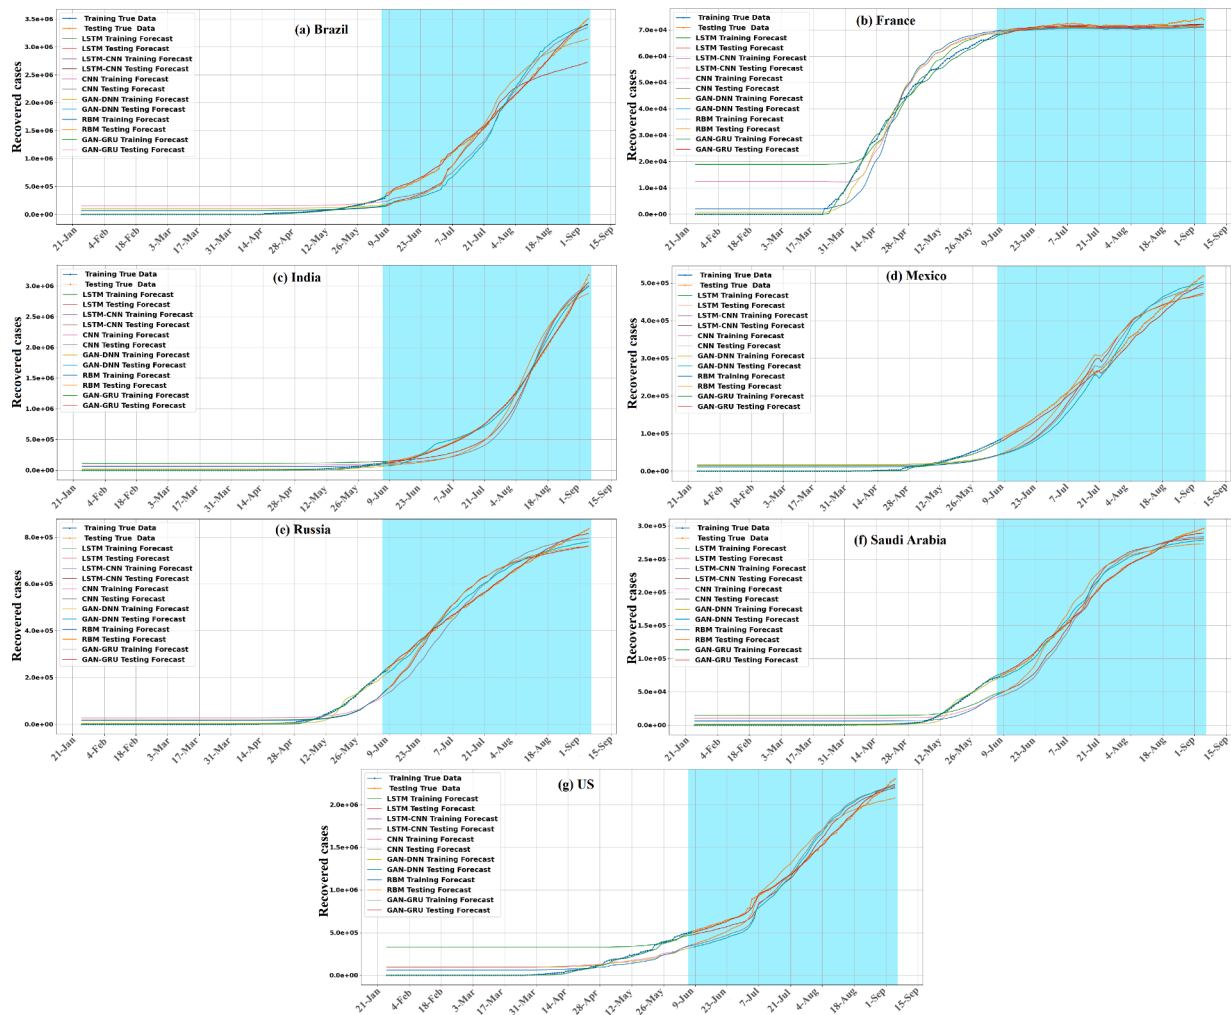 (a) Brazil
Recovered cases
3.5e+06
3.0e+06
2.5e+06
2.0e+06
1.5e+06
1.0e+06
5.0e+05
0.0e+00
Training True Data
Testing True Data
LSTM Training Forecast
LSTM Testing Forecast
LSTM-CNN Training Forecast
LSTM-CNN Testing Forecast
CNN Training Forecast
CNN Testing Forecast
GAN-DNN Training Forecast
GAN-DNN Testing Forecast
RBM Training Forecast
RBM Testing Forecast
GAN-GRU Training Forecast
GAN-GRU Testing Forecast
21-Jan 4-Feb 18-Feb 3-Mar 17-Mar 31-Mar 14-Apr 28-Apr 12-May 26-May 9-Jun 23-Jun 7-Jul 21-Jul 4-Aug 18-Aug 1-Sep 15-Sep
(b) France
Recovered cases
7.0e+04
6.0e+04
5.0e+04
4.0e+04
3.0e+04
2.0e+04
1.0e+04
0.0e+00
Training True Data
Testing True Data
LSTM Training Forecast
LSTM Testing Forecast
LSTM-CNN Training Forecast
LSTM-CNN Testing Forecast
CNN Training Forecast
CNN Testing Forecast
GAN-DNN Training Forecast
GAN-DNN Testing Forecast
RBM Training Forecast
RBM Testing Forecast
GAN-GRU Training Forecast
GAN-GRU Testing Forecast
21-Jan 4-Feb 18-Feb 3-Mar 17-Mar 31-Mar 14-Apr 28-Apr 12-May 26-May 9-Jun 23-Jun 7-Jul 21-Jul 4-Aug 18-Aug 1-Sep 15-Sep
(c) India
Recovered cases
3.0e+06
2.5e+06
2.0e+06
1.5e+06
1.0e+06
5.0e+05
0.0e+00
Training True Data
Testing True Data
LSTM Training Forecast
LSTM Testing Forecast
LSTM-CNN Training Forecast
LSTM-CNN Testing Forecast
CNN Training Forecast
CNN Testing Forecast
GAN-DNN Training Forecast
GAN-DNN Testing Forecast
RBM Training Forecast
RBM Testing Forecast
GAN-GRU Training Forecast
GAN-GRU Testing Forecast
21-Jan 4-Feb 18-Feb 3-Mar 17-Mar 31-Mar 14-Apr 28-Apr 12-May 26-May 9-Jun 23-Jun 7-Jul 21-Jul 4-Aug 18-Aug 1-Sep 15-Sep
(d) Mexico
Recovered cases
5.0e+05
4.0e+05
3.0e+05
2.0e+05
1.0e+05
0.0e+00
Training True Data
Testing True Data
LSTM Training Forecast
LSTM Testing Forecast
LSTM-CNN Training Forecast
LSTM-CNN Testing Forecast
CNN Training Forecast
CNN Testing Forecast
GAN-DNN Training Forecast
GAN-DNN Testing Forecast
RBM Training Forecast
RBM Testing Forecast
GAN-GRU Training Forecast
GAN-GRU Testing Forecast
21-Jan 4-Feb 18-Feb 3-Mar 17-Mar 31-Mar 14-Apr 28-Apr 12-May 26-May 9-Jun 23-Jun 7-Jul 21-Jul 4-Aug 18-Aug 1-Sep 15-Sep
(e) Russia
Recovered cases
8.0e+05
6.0e+05
4.0e+05
2.0e+05
0.0e+00
Training True Data
Testing True Data
LSTM Training Forecast
LSTM Testing Forecast
LSTM-CNN Training Forecast
LSTM-CNN Testing Forecast
CNN Training Forecast
CNN Testing Forecast
GAN-DNN Training Forecast
GAN-DNN Testing Forecast
RBM Training Forecast
RBM Testing Forecast
GAN-GRU Training Forecast
GAN-GRU Testing Forecast
21-Jan 4-Feb 18-Feb 3-Mar 17-Mar 31-Mar 14-Apr 28-Apr 12-May 26-May 9-Jun 23-Jun 7-Jul 21-Jul 4-Aug 18-Aug 1-Sep 15-Sep
(f) Saudi Arabia
Recovered cases
3.0e+05
2.5e+05
2.0e+05
1.5e+05
1.0e+05
5.0e+04
0.0e+00
Training True Data
Testing True Data
LSTM Training Forecast
LSTM Testing Forecast
LSTM-CNN Training Forecast
LSTM-CNN Testing Forecast
CNN Training Forecast
CNN Testing Forecast
GAN-DNN Training Forecast
GAN-DNN Testing Forecast
RBM Training Forecast
RBM Testing Forecast
GAN-GRU Training Forecast
GAN-GRU Testing Forecast
21-Jan 4-Feb 18-Feb 3-Mar 17-Mar 31-Mar 14-Apr 28-Apr 12-May 26-May 9-Jun 23-Jun 7-Jul 21-Jul 4-Aug 18-Aug 1-Sep 15-Sep
(g) US
Recovered cases
2.0e+06
1.5e+06
1.0e+06
5.0e+05
0.0e+00
Training True Data
Testing True Data
LSTM Training Forecast
LSTM Testing Forecast
LSTM-CNN Training Forecast
LSTM-CNN Testing Forecast
CNN Training Forecast
CNN Testing Forecast
GAN-DNN Training Forecast
GAN-DNN Testing Forecast
RBM Training Forecast
RBM Testing Forecast
GAN-GRU Training Forecast
GAN-GRU Testing Forecast
21-Jan 4-Feb 18-Feb 3-Mar 17-Mar 31-Mar 14-Apr 28-Apr 12-May 26-May 9-Jun 23-Jun 7-Jul 21-Jul 4-Aug 18-Aug 1-Sep 15-Sep